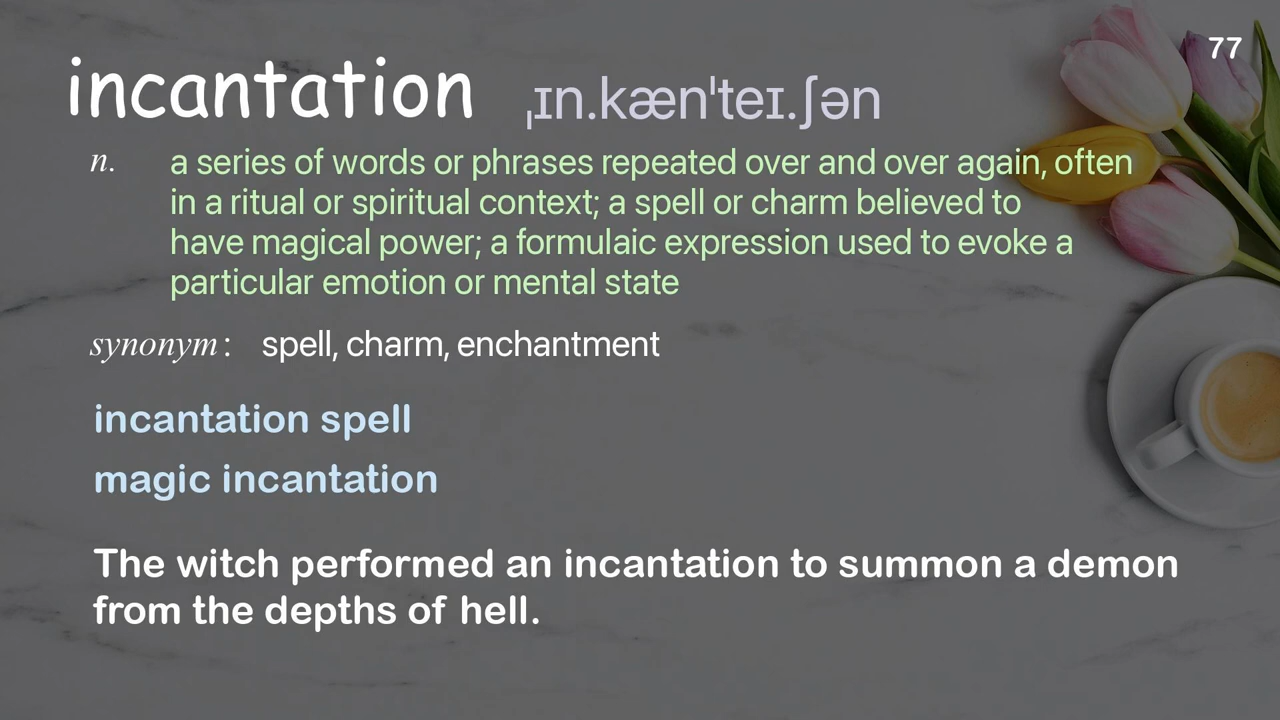 77
incantation ˌɪn.kænˈteɪ.ʃən
n. a series of words or phrases repeated over and over again, often
in a ritual or spiritual context; a spell or charm believed to
have magical power; a formulaic expression used to evoke a
particular emotion or mental state
synonym: spell, charm, enchantment
incantation spell
magic incantation
The witch performed an incantation to summon a demon
from the depths of hell.